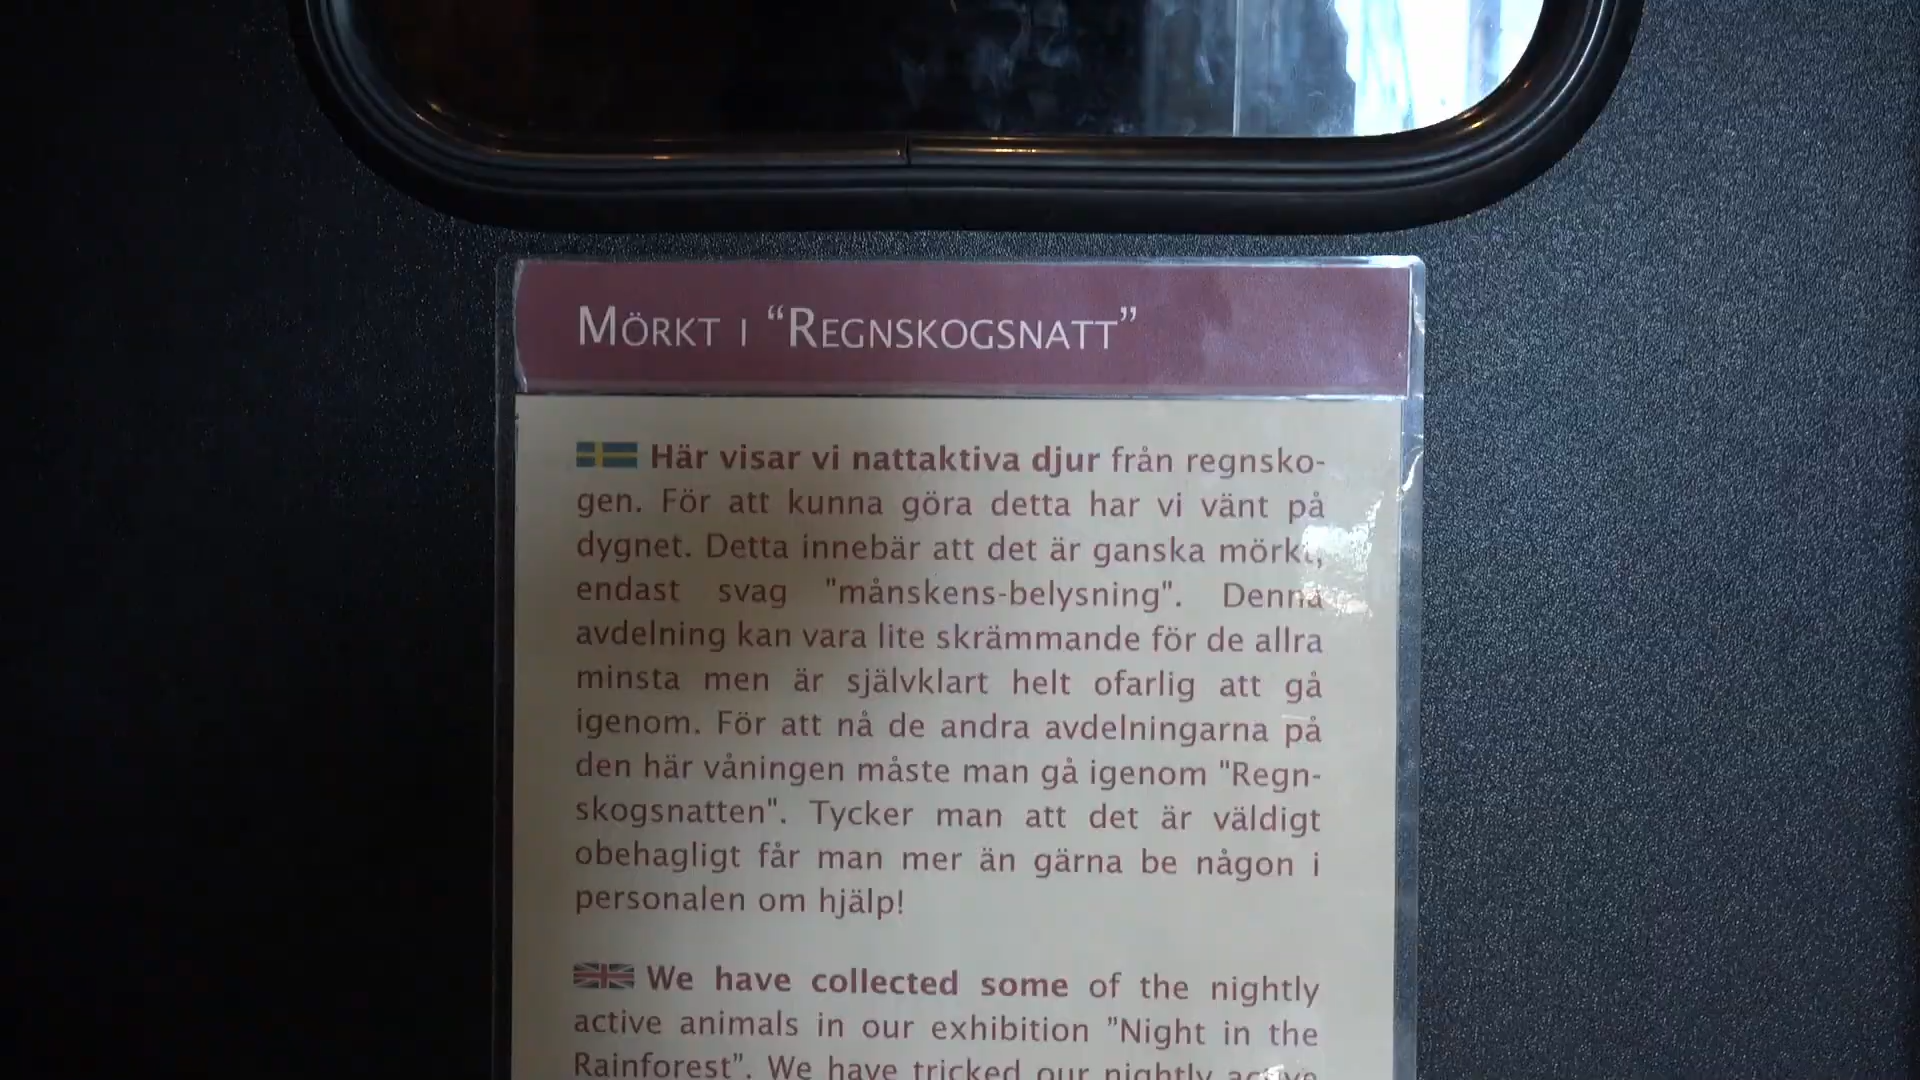 MÖRKT I “REGNSKOGSNATT”
Här visar vi nattaktiva djur från regnsko-
gen. För att kunna göra detta har vi vänt på
dygnet. Detta innebär att det är ganska mörkt,
endast svag "månskens-belysning". Denna
avdelning kan vara lite skrämmande för de allra
minsta men är självklart helt ofarlig att gå
igenom. För att nå de andra avdelningarna på
den här våningen måste man gå igenom "Regn-
skogsnatten". Tycker man att det är väldigt
obehagligt får man mer än gärna be någon i
personalen om hjälp!
We have collected some of the nightly
active animals in our exhibition ”Night in the
Rainforest”. We have tricked our nightly active